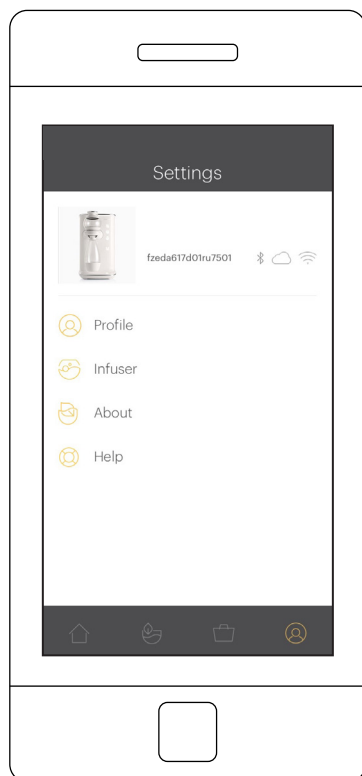 Settings
fzeda617d01ru7501
Profile
Infuser
About
Help